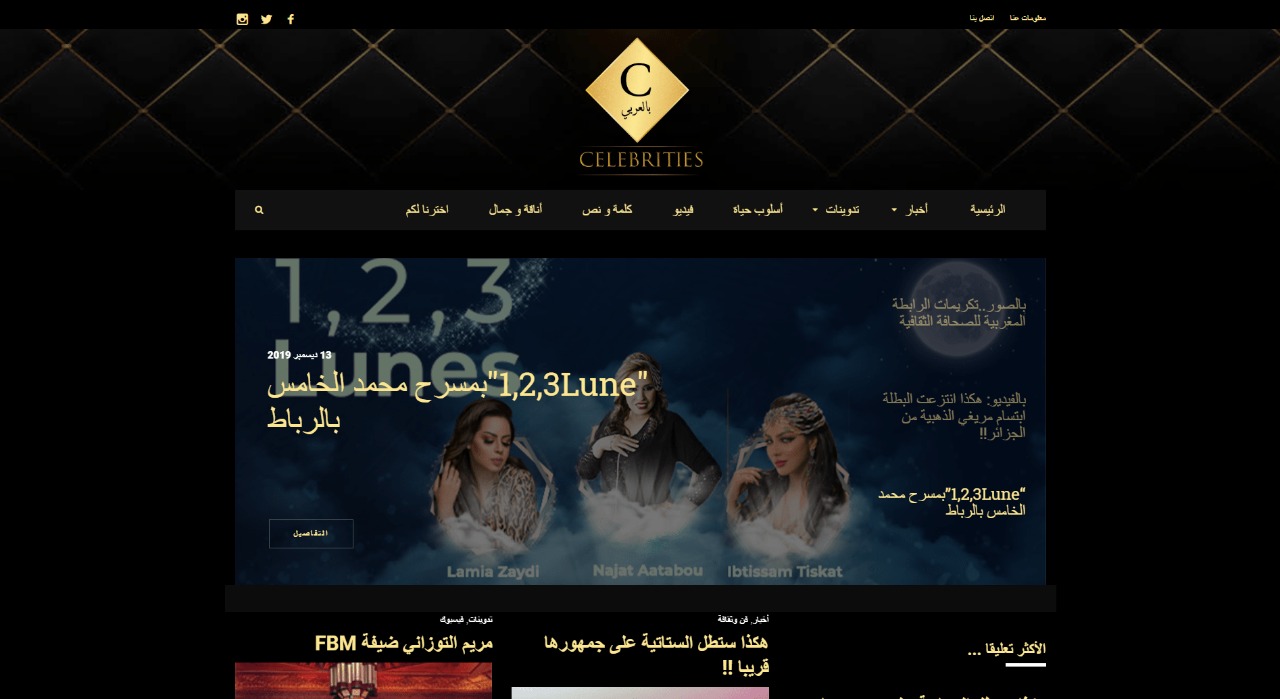 معلومات عنا
اتصل بنا
C
بالعربي
CELEBRITIES
الرئيسية
أخبار
تدوينات
أسلوب حياة
فيديو
كلمة و نص
أناقة و جمال
اخترنا لكم
1,2,3
Lunes
بالصور..تكريمات الرابطة
المغربية للصحافة الثقافية
بالفيديو: هكذا انتزعت البطلة
ابتسام مريغي الذهبية من
الجزائر!!
"1,2,3Lune"بمسرح محمد
الخامس بالرباط
13 ديسمبر 2019
"1,2,3Lune"بمسرح محمد الخامس
بالرباط
التفاصيل
Lamia Zaydi
Najat Aatabou
Ibtissam Tiskat
الأكثر تعليقا ...
أخبار, فن وثقافة
هكذا ستطل الستاتية على جمهورها
قريبا !!
تدوينات, فيسبوك
مريم التوزاني ضيفة FBM